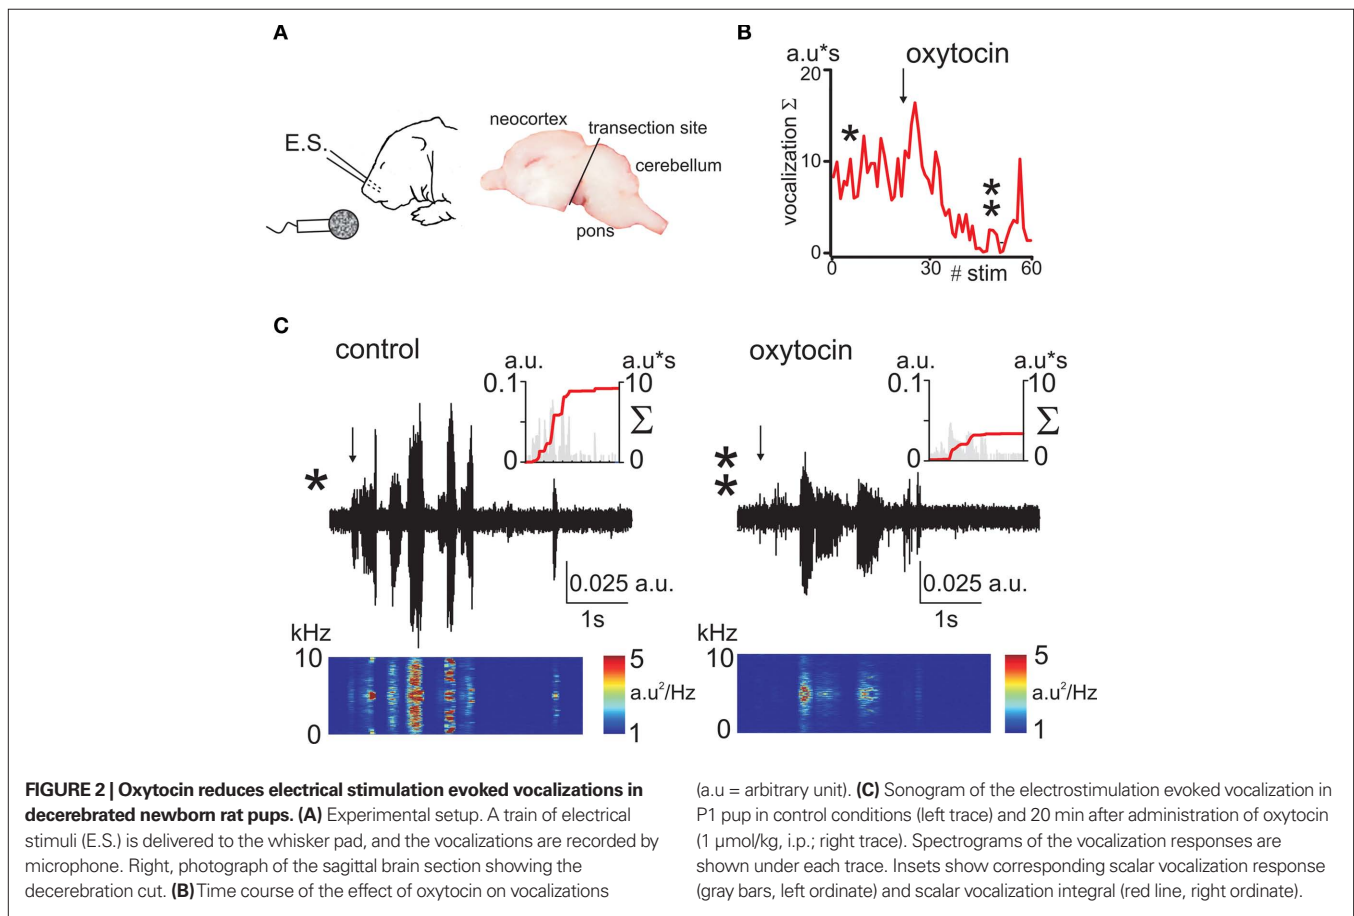 A
E.S.
neocortex
transection site
cerebellum
pons
B
a.u*s
oxytocin
20
10
0
vocalization Σ
*
*
*
0
30
# stim
60
C
control
a.u.
a.u*s
0.1
10
Σ
0
0
*
0.025 a.u.
1s
kHz
10
0
5
a.u²/Hz
1
oxytocin
a.u.
a.u*s
0.1
10
Σ
0
0
*
*
0.025 a.u.
1s
10
0
5
a.u²/Hz
1
FIGURE 2 | Oxytocin reduces electrical stimulation evoked vocalizations in
decerebrated newborn rat pups. (A) Experimental setup. A train of electrical
stimuli (E.S.) is delivered to the whisker pad, and the vocalizations are recorded by
microphone. Right, photograph of the sagittal brain section showing the
decerebration cut. (B) Time course of the effect of oxytocin on vocalizations
(a.u = arbitrary unit). (C) Sonogram of the electrostimulation evoked vocalization in
P1 pup in control conditions (left trace) and 20 min after administration of oxytocin
(1 μmol/kg, i.p.; right trace). Spectrograms of the vocalization responses are
shown under each trace. Insets show corresponding scalar vocalization response
(gray bars, left ordinate) and scalar vocalization integral (red line, right ordinate).